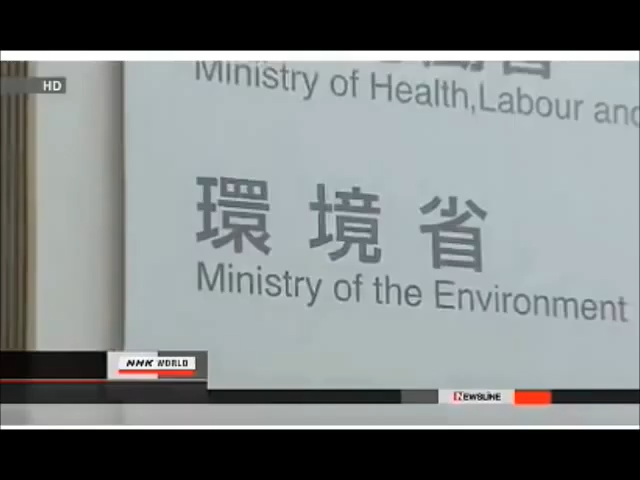 HD
Ministry of Health,Labour and
環境省
Ministry of the Environment
NHK WORLD
NEWSLINE